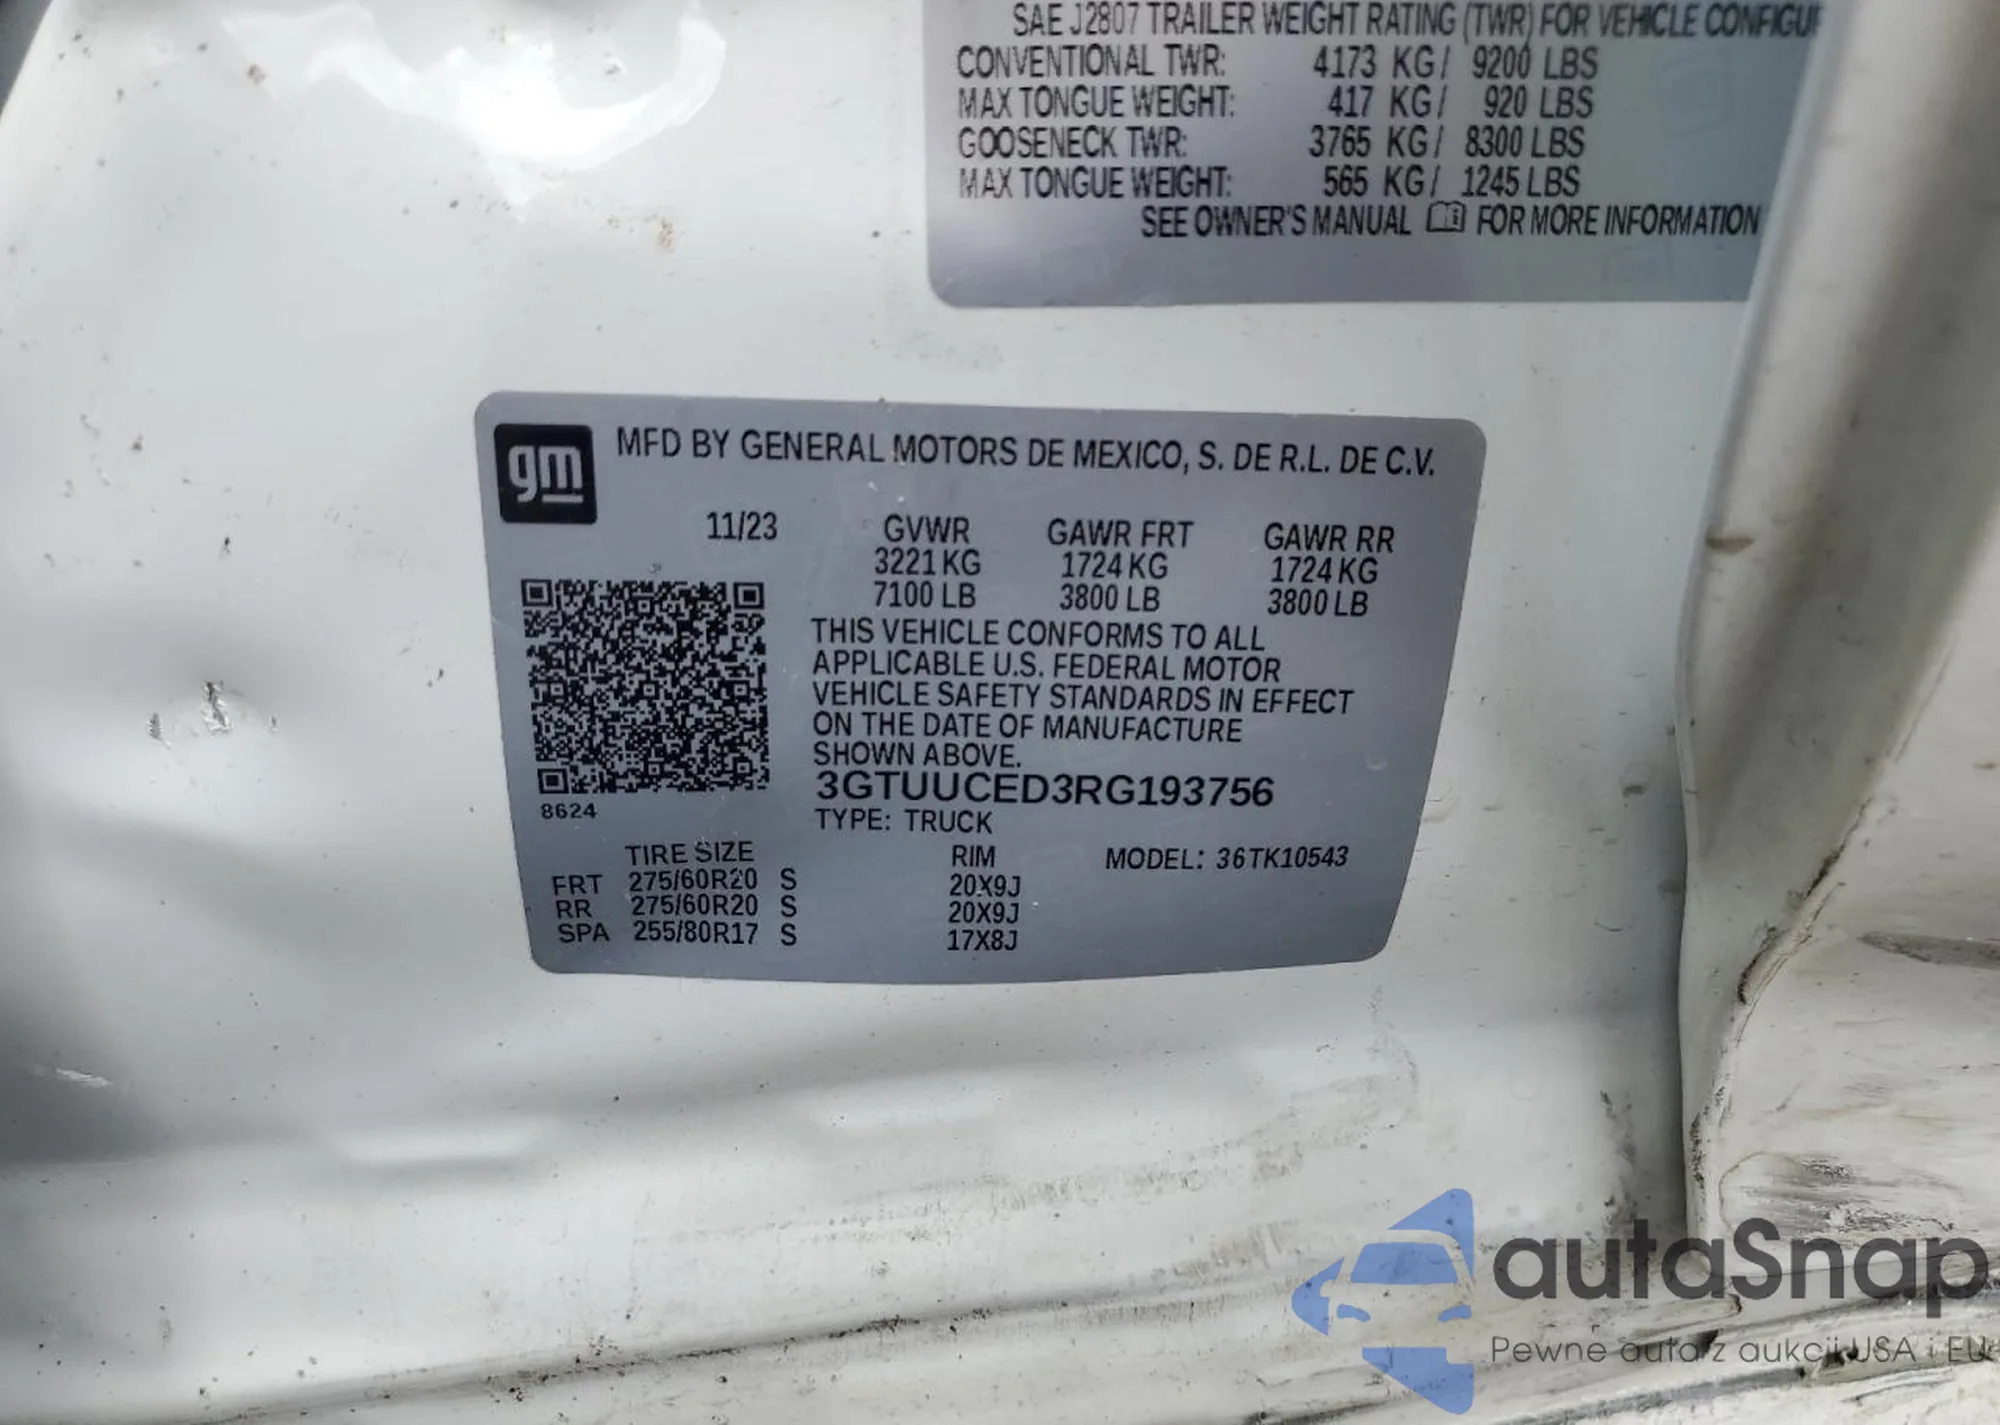 SAE J2807 TRAILER WEIGHT RATING (TWR) FOR VEHICLE CONFIGU
CONVENTIONAL TWR: 4173 KG/ 9200 LBS
MAX TONGUE WEIGHT: 417 KG/ 920 LBS
GOOSENECK TWR: 3765 KG/ 8300 LBS
MAX TONGUE WEIGHT: 565 KG/ 1245 LBS
SEE OWNER'S MANUAL FOR MORE INFORMATION
gm
MFD BY GENERAL MOTORS DE MEXICO, S. DE R.L. DE C.V.
11/23 GVWR GAWR FRT GAWR RR
3221 KG 1724 KG 1724 KG
7100 LB 3800 LB 3800 LB
THIS VEHICLE CONFORMS TO ALL
APPLICABLE U.S. FEDERAL MOTOR
VEHICLE SAFETY STANDARDS IN EFFECT
ON THE DATE OF MANUFACTURE
SHOWN ABOVE.
3GTUUCED3RG193756
8624
TYPE: TRUCK
TIRE SIZE RIM MODEL: 36TK10543
FRT 275/60R20 S 20X9J
RR 275/60R20 S 20X9J
SPA 255/80R17 S 17X8J
autaSnap
Pewne auta z aukcji USA i EU